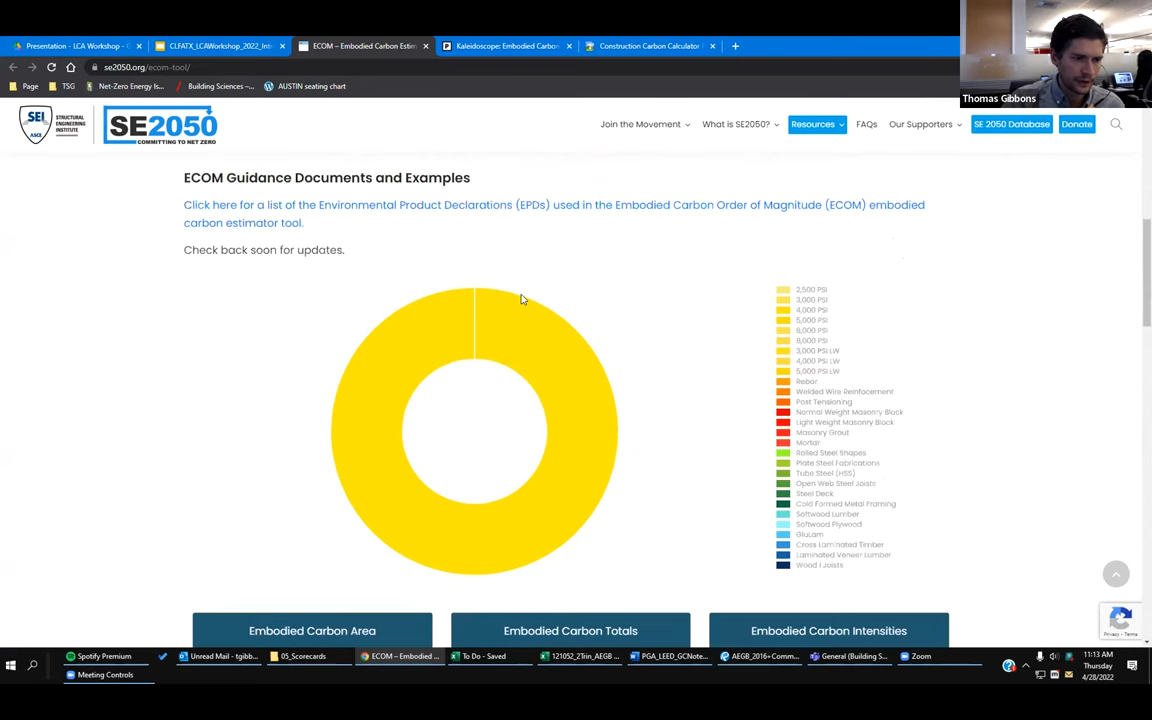 Presentation - LCA Workshop - G
CLFATX_LCAWorkshop_2022_Int
ECOM – Embodied Carbon Estim
Kaleidoscope: Embodied Carbon
Construction Carbon Calculator
se2050.org/ecom-tool/
Page
TSG
Net-Zero Energy Is...
Building Sciences –...
AUSTIN seating chart
Thomas Gibbons
SEI
ASCE
STRUCTURAL
ENGINEERING
INSTITUTE
SE2050
COMMITTING TO NET ZERO
Join the Movement
What is SE2050?
Resources
FAQs
Our Supporters
SE 2050 Database
Donate
ECOM Guidance Documents and Examples
Click here for a list of the Environmental Product Declarations (EPDs) used in the Embodied Carbon Order of Magnitude (ECOM) embodied
carbon estimator tool.
Check back soon for updates.
2,500 PSI
3,000 PSI
4,000 PSI
5,000 PSI
6,000 PSI
8,000 PSI
3,000 PSI LW
4,000 PSI LW
5,000 PSI LW
Rebar
Welded Wire Reinfocement
Post Tensioning
Normal Weight Masonry Block
Light Weight Masonry Block
Masonry Grout
Mortar
Rolled Steel Shapes
Plate Steel Fabrications
Tube Steel (HSS)
Open Web Steel Joists
Steel Deck
Cold Formed Metal Framing
Softwood Lumber
Softwood Plywood
GluLam
Cross Laminated Timber
Laminated Veneer Lumber
Wood I Joists
Embodied Carbon Area
Embodied Carbon Totals
Embodied Carbon Intensities
Privacy - Terms
Spotify Premium
Unread Mail - tgibb...
05_Scorecards
ECOM – Embodied ...
To Do - Saved
121052_2Trin_AEGB ...
PGA_LEED_GCNote...
AEGB_2016+Comm...
General (Building S...
Zoom
Meeting Controls
11:13 AM
Thursday
4/28/2022